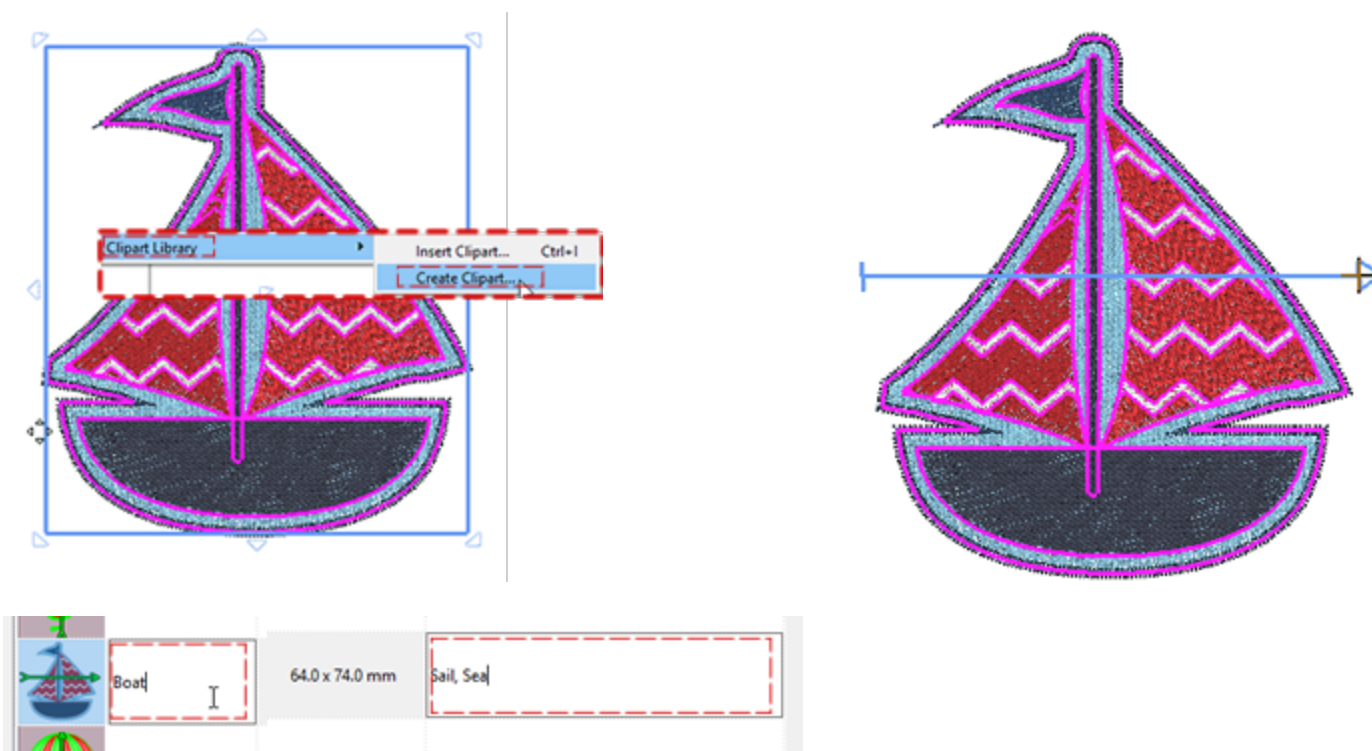 Clipart Library
Insert Clipart... Ctrl+I
Create Clipart...
Boat
64.0 x 74.0 mm
Sail, Sea